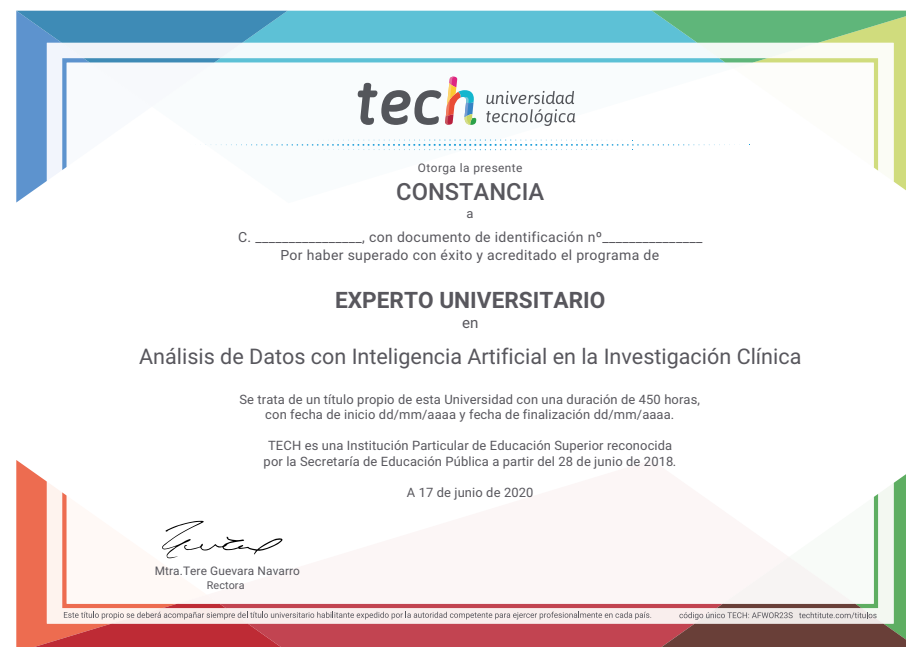 tech universidad
tecnológica
Otorga la presente
CONSTANCIA
a
C. ________________, con documento de identificación nº_______________
Por haber superado con éxito y acreditado el programa de
EXPERTO UNIVERSITARIO
en
Análisis de Datos con Inteligencia Artificial en la Investigación Clínica
Se trata de un título propio de esta Universidad con una duración de 450 horas,
con fecha de inicio dd/mm/aaaa y fecha de finalización dd/mm/aaaa.
TECH es una Institución Particular de Educación Superior reconocida
por la Secretaría de Educación Pública a partir del 28 de junio de 2018.
A 17 de junio de 2020
Mtra.Tere Guevara Navarro
Rectora
Este título propio se deberá acompañar siempre del título universitario habilitante expedido por la autoridad competente para ejercer profesionalmente en cada país. código único TECH: AFWOR23S techtitute.com/titulos